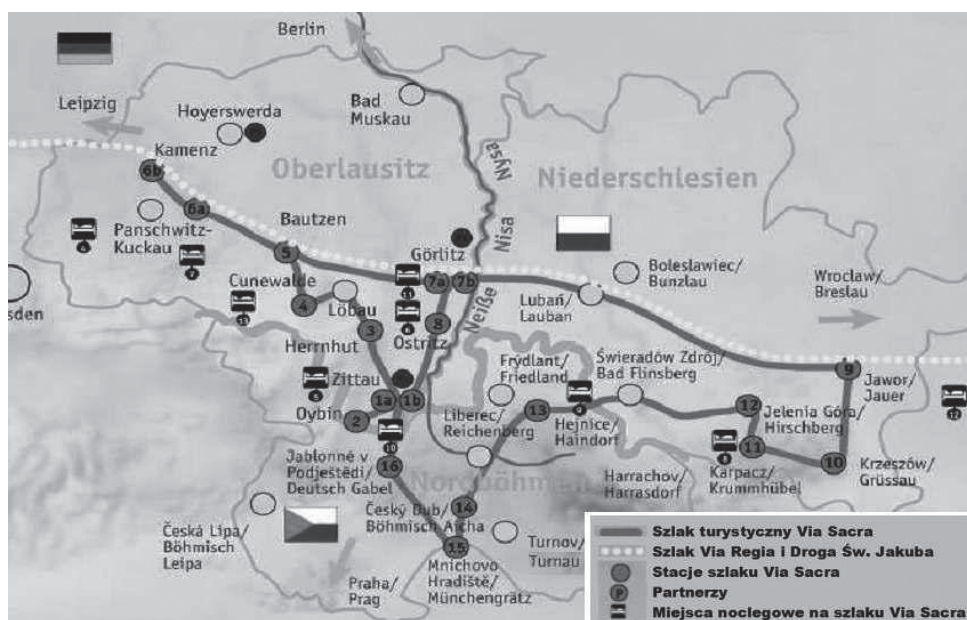 Berlin
Leipzig
Hoyerswerda
Bad
Muskau
Kamenz
Oberlausitz
Nysa
Niederschlesien
6b
6a
Panschwitz-
Kuckau
Bautzen
5
Görlitz
7a
7b
Nisa
Neiße
Bolesławiec/
Bunzlau
Wrocław/
Breslau
sden
Cunewalde
4
Löbau
3
8
Ostritz
Lubań/
Lauban
Herrnhut
Zittau
Oybin
2
1a
1b
Frýdlant/
Friedland
Świeradów Zdrój/
Bad Flinsberg
9
Jawor/
Jauer
Liberec/
Reichenberg
13
Hejnice/
Haindorf
12
Jelenia Góra/
Hirschberg
11
10
Jablonné v
Podještědí/
Deutsch Gabel
16
Nordböhmen
Harrachov/
Harrasdorf
Karpacz/
Krummhübel
Krzeszów/
Grüssau
Český Dub/
Böhmisch Aicha
14
15
Česká Lípa/
Böhmisch
Leipa
Turnov/
Turnau
Praha/
Prag
Mnichovo
Hradiště/
Münchengrätz
Szlak turystyczny Via Sacra
Szlak Via Regia i Droga Św. Jakuba
Stacje szlaku Via Sacra
P
Partnerzy
Miejsca noclegowe na szlaku Via Sacra